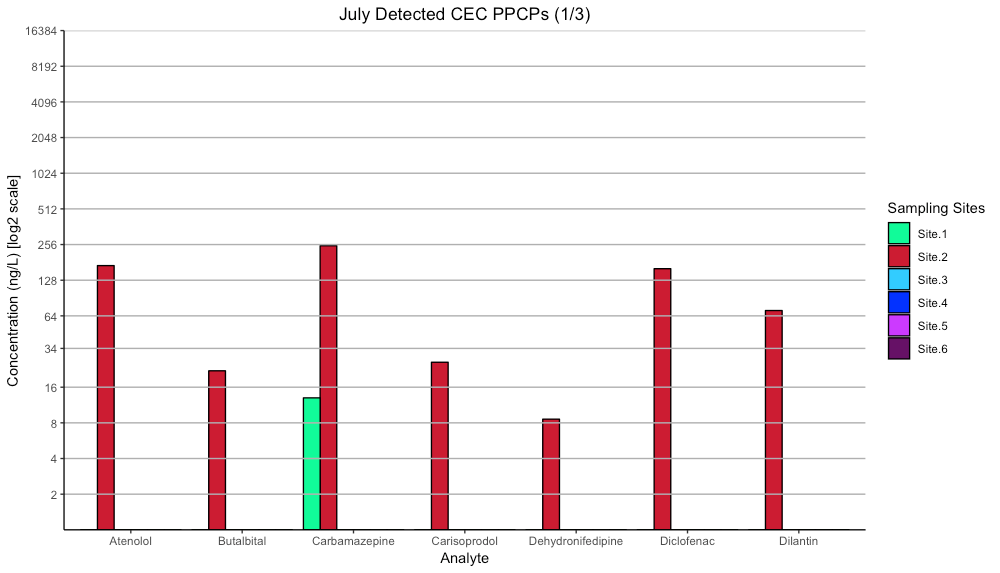 July Detected CEC PPCPs (1/3)
Concentration (ng/L) [log2 scale]
16384
8192
4096
2048
1024
512
256
128
64
34
16
8
4
2
Atenolol
Butalbital
Carbamazepine
Carisoprodol
Dehydronifedipine
Diclofenac
Dilantin
Analyte
Sampling Sites
Site.1
Site.2
Site.3
Site.4
Site.5
Site.6